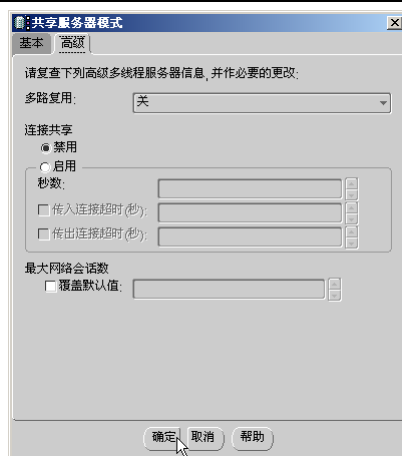 共享服务器模式
基本 高级
请复查下列高级多线程服务器信息,并作必要的更改:
多路复用: 关
连接共享
禁用
启用
秒数:
传入连接超时(秒):
传出连接超时(秒):
最大网络会话数
覆盖默认值:
确定 取消 帮助